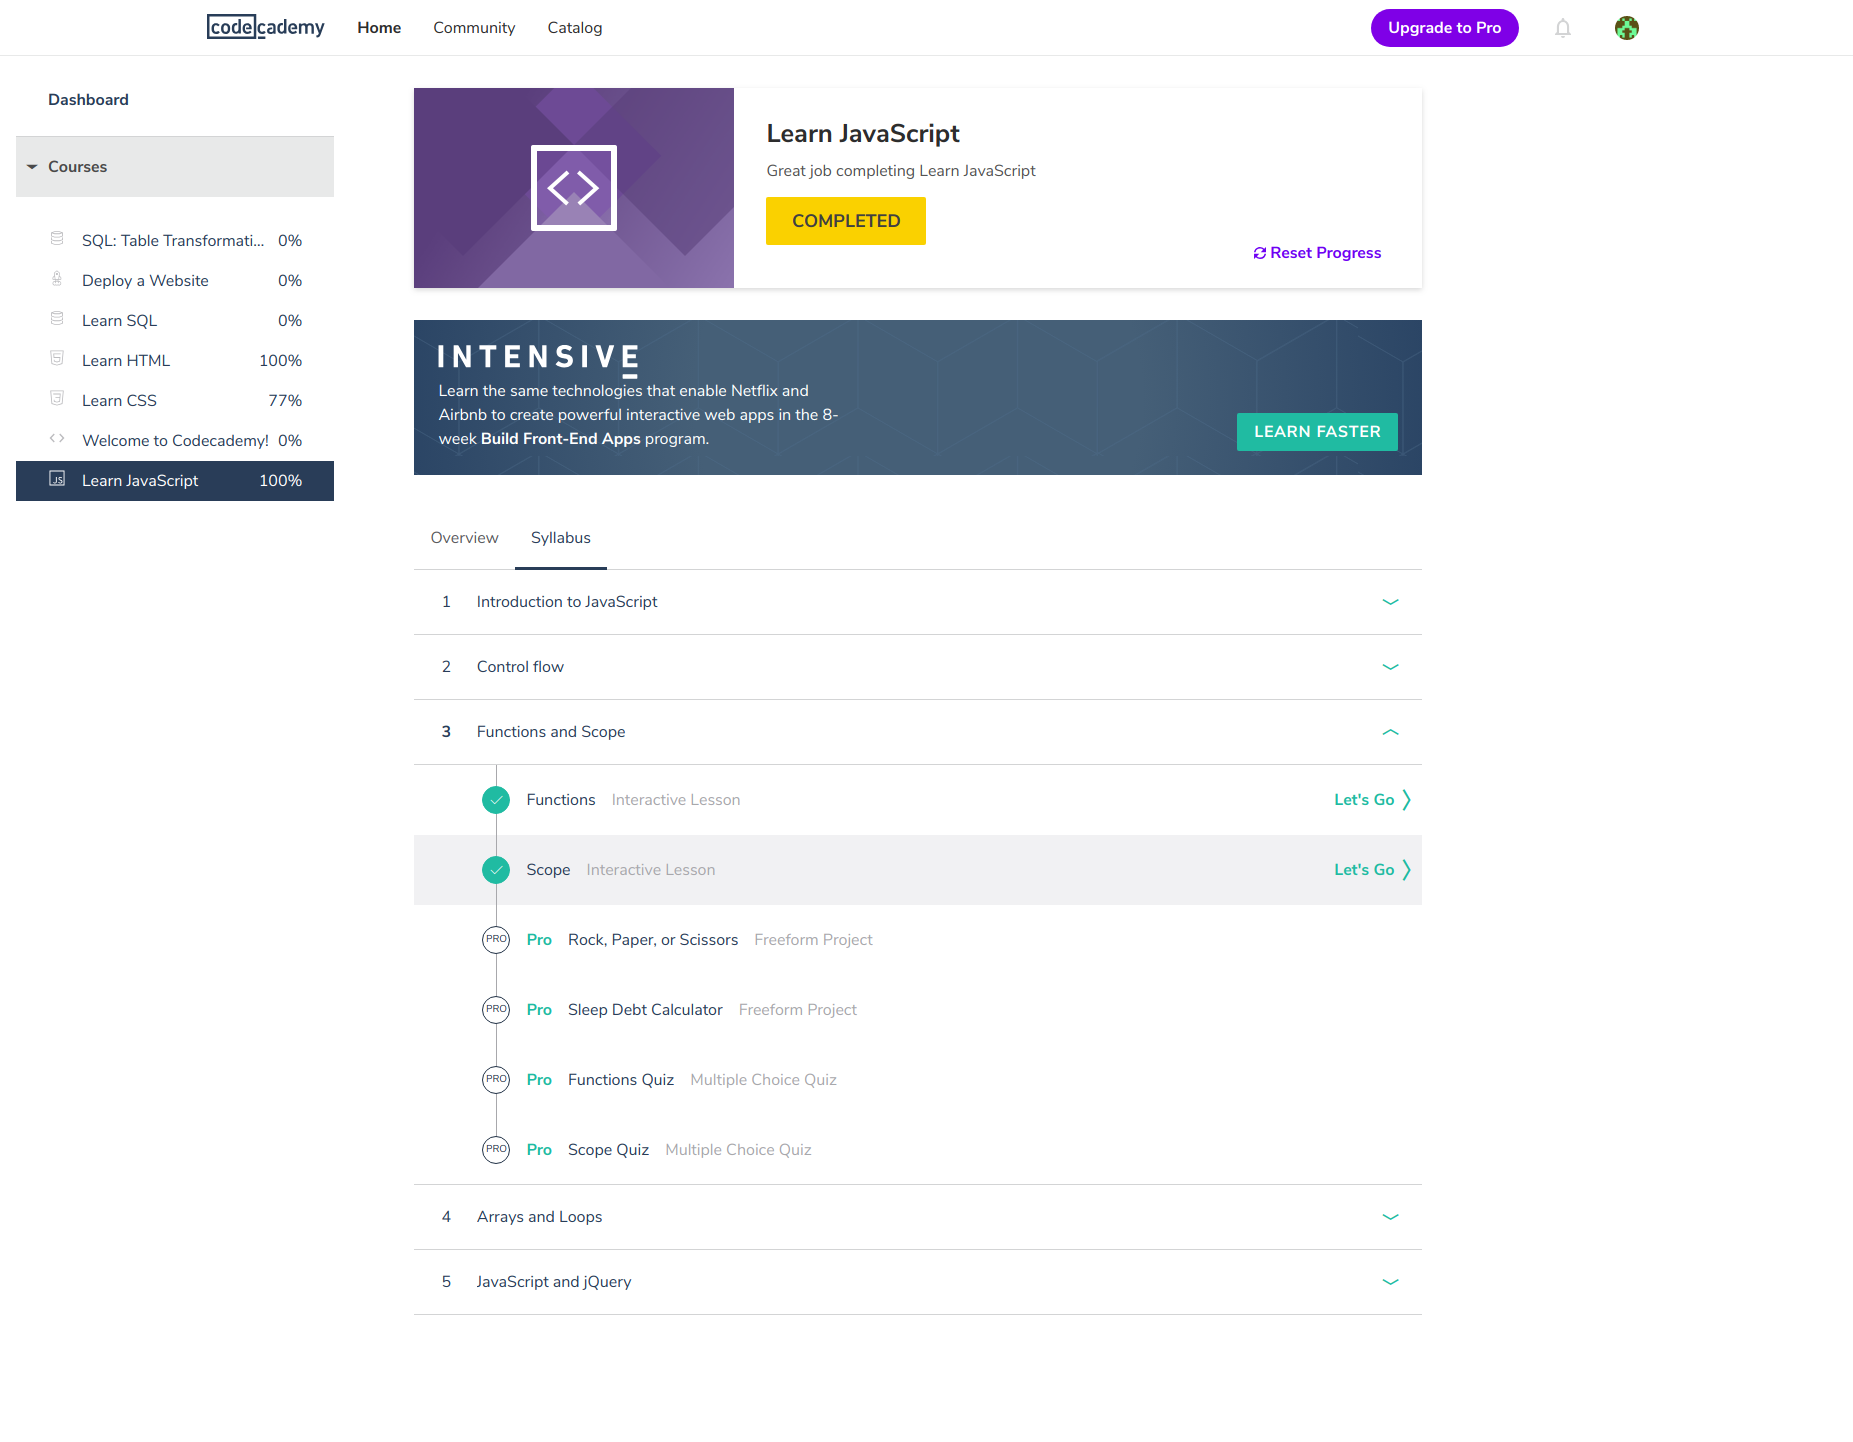 codecademy Home Community Catalog Upgrade to Pro
Dashboard
Courses
SQL: Table Transformati... 0%
Deploy a Website 0%
Learn SQL 0%
Learn HTML 100%
Learn CSS 77%
Welcome to Codecademy! 0%
JS Learn JavaScript 100%
Learn JavaScript
Great job completing Learn JavaScript
COMPLETED
Reset Progress
INTENSIVE
Learn the same technologies that enable Netflix and
Airbnb to create powerful interactive web apps in the 8-
week Build Front-End Apps program.
LEARN FASTER
Overview Syllabus
1 Introduction to JavaScript
2 Control flow
3 Functions and Scope
Functions Interactive Lesson Let's Go
Scope Interactive Lesson Let's Go
PRO Pro Rock, Paper, or Scissors Freeform Project
PRO Pro Sleep Debt Calculator Freeform Project
PRO Pro Functions Quiz Multiple Choice Quiz
PRO Pro Scope Quiz Multiple Choice Quiz
4 Arrays and Loops
5 JavaScript and jQuery